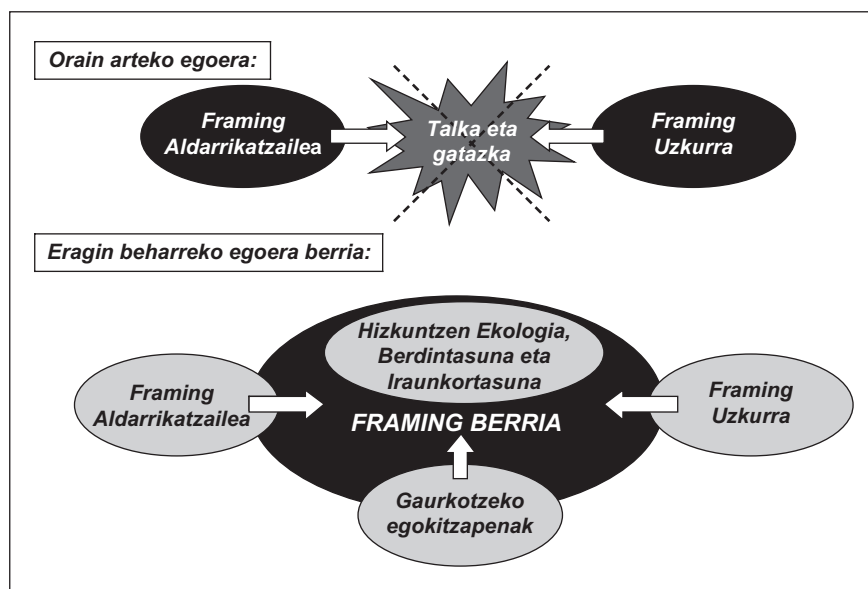 Orain arteko egoera:
Framing
Aldarrikatzailea
Talka eta
gatazka
Framing
Uzkurra
Eragin beharreko egoera berria:
Hizkuntzen Ekologia,
Berdintasuna eta
Iraunkortasuna
Framing
Aldarrikatzailea
FRAMING BERRIA
Framing
Uzkurra
Gaurkotzeko
egokitzapenak